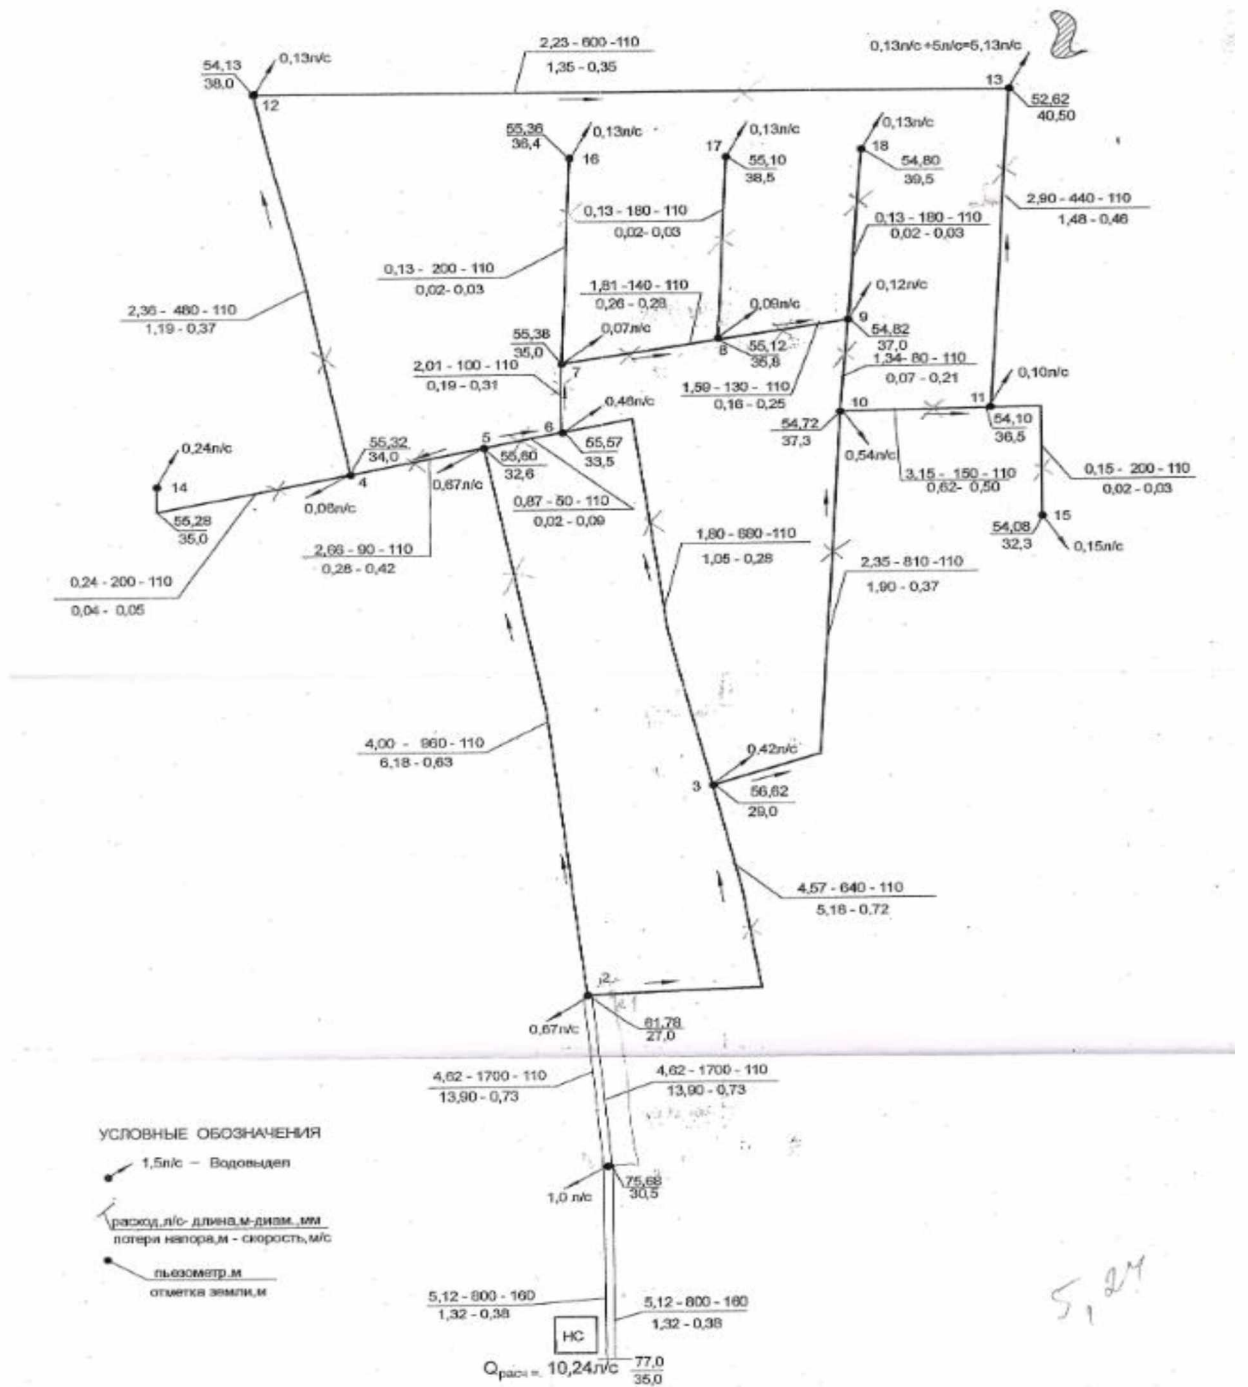 2,23 - 600 - 110
1,35 - 0,35
0,13л/с +5л/с=5,13л/с
54,13
38,0
0,13л/с
12
13
52,62
40,50
55,36
36,4
0,13л/с
16
17
0,13л/с
55,10
38,5
0,13л/с
18
54,80
39,5
2,90 - 440 - 110
1,48 - 0,46
0,13 - 180 - 110
0,02 - 0,03
0,13 - 180 - 110
0,02 - 0,03
0,13 - 200 - 110
0,02 - 0,03
1,81 - 140 - 110
0,26 - 0,28
2,36 - 480 - 110
1,19 - 0,37
0,07л/с
55,38
35,0
7
0,09л/с
8
55,12
35,8
0,12л/с
9
54,82
37,0
2,01 - 100 - 110
0,19 - 0,31
1,59 - 130 - 110
0,16 - 0,25
1,34 - 80 - 110
0,07 - 0,21
0,46л/с
6
55,57
33,5
10
54,72
37,3
0,54л/с
11
0,10л/с
54,10
36,5
3,15 - 150 - 110
0,62 - 0,50
0,15 - 200 - 110
0,02 - 0,03
0,24л/с
14
55,28
35,0
55,32
34,0
4
0,06л/с
5
55,60
32,6
0,67л/с
0,87 - 50 - 110
0,02 - 0,09
54,08
32,3
15
0,15л/с
2,66 - 90 - 110
0,28 - 0,42
0,24 - 200 - 110
0,04 - 0,05
1,80 - 680 - 110
1,05 - 0,28
2,35 - 810 - 110
1,90 - 0,37
4,00 - 960 - 110
6,18 - 0,63
0,42л/с
3
56,62
29,0
4,57 - 640 - 110
5,16 - 0,72
2
0,67л/с
61,78
27,0
4,62 - 1700 - 110
13,90 - 0,73
4,62 - 1700 - 110
13,90 - 0,73
УСЛОВНЫЕ ОБОЗНАЧЕНИЯ
1,5л/с – Водовыдел
расход,л/с- длина,м-диам.,мм
потери напора,м - скорость,м/с
пьезометр.м
отметка земли,м
1,0 л/с
75,68
30,5
5,12 - 800 - 160
1,32 - 0,38
5,12 - 800 - 160
1,32 - 0,38
НС
Qрасч =. 10,24л/с
77,0
35,0
5,24